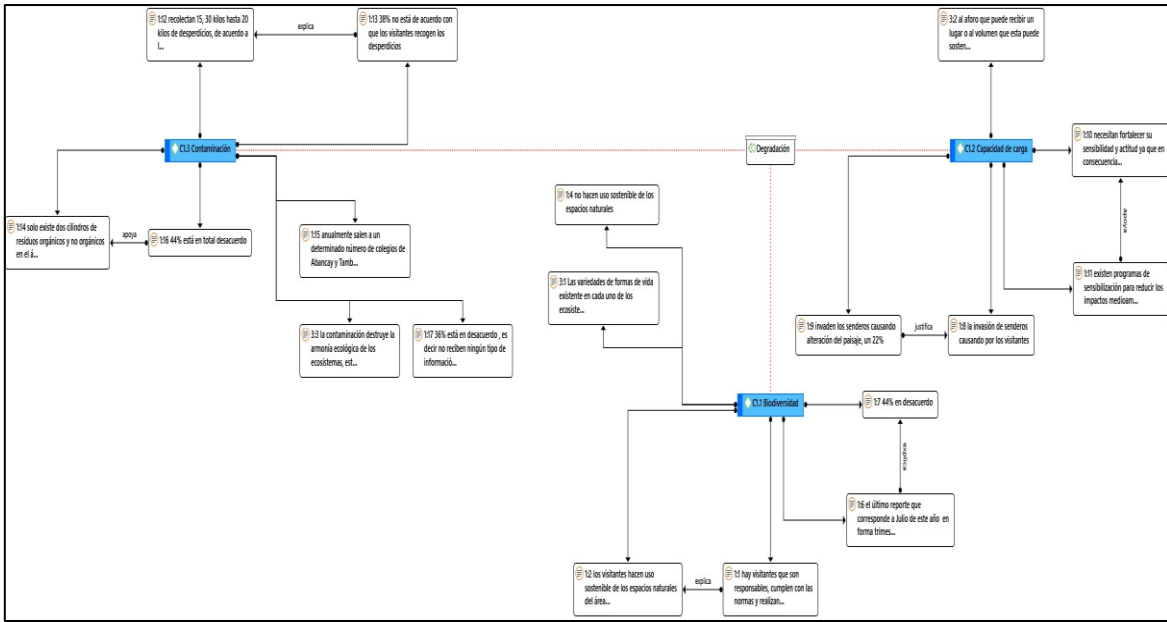 1:12 recolectan 15, 30 kilos hasta 20
kilos de desperdicios, de acuerdo a
l...
explica
1:13 38% no está de acuerdo con
que los visitantes recogen los
desperdicios
3:2 al aforo que puede recibir un
lugar o al volumen que esta puede
sosten...
C1.3 Contaminación
Degradación
C1.2 Capacidad de carga
1:10 necesitan fortalecer su
sensibilidad y actitud ya que en
consecuencia...
apoya
1:11 existen programas de
sensibilización para reducir los
impactos medioam...
1:4 no hacen uso sostenible de los
espacios naturales
1:14 solo existe dos cilindros de
residuos orgánicos y no orgánicos
en el á...
apoya
1:16 44% está en total desacuerdo
1:15 anualmente salen a un
determinado número de colegios de
Abancay y Tamb...
3:1 Las variedades de formas de vida
existente en cada uno de los
ecosiste...
3:3 la contaminación destruye la
armonía ecológica de los
ecosistemas, est...
1:17 36% está en desacuerdo , es
decir no reciben ningún tipo de
informació...
1:9 invaden los senderos causando
alteración del paisaje, un 22%
justifica
1:8 la invasión de senderos
causando por los visitantes
C1.1 Biodiversidad
1:7 44% en desacuerdo
explica
1:6 el último reporte que
corresponde a Julio de este año en
forma trimes...
1:2 los visitantes hacen uso
sostenible de los espacios naturales
del área...
explica
1:1 hay visitantes que son
responsables, cumplen con las
normas y realizan...